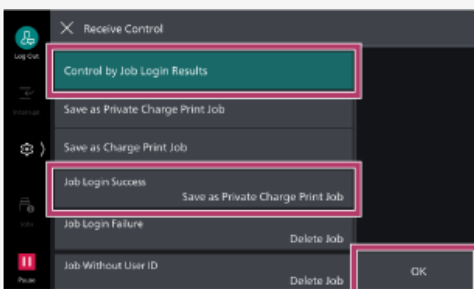 Receive Control
Log Out
Control by Job Login Results
Interrupt
Save as Private Charge Print Job
Save as Charge Print Job
Job Login Success
Save as Private Charge Print Job
Jobs
Job Login Failure
Delete Job
Job Without User ID
Delete Job
OK
Pause